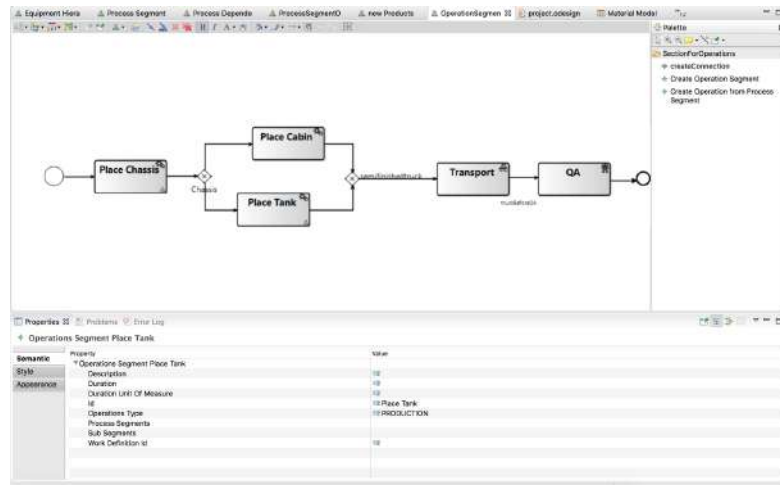 Equipment Hiera
Process Segment
Process Depende
ProcessSegmentO
new Products
OperationSegmen
project.odesign
Material Model
Palette
SectionForOperations
createConnection
Create Operation Segment
Create Operation from Process
Segment
Place Cabin
Place Chassis
Chassis
semifinishedtruck
Transport
QA
Place Tank
Properties
Problems
Error Log
Operations Segment Place Tank
Property Value
Semantic
Operations Segment Place Tank
Style
Description
Appearance
Duration
Duration Unit Of Measure
Id Place Tank
Operations Type PRODUCTION
Process Segments
Sub Segments
Work Definition Id